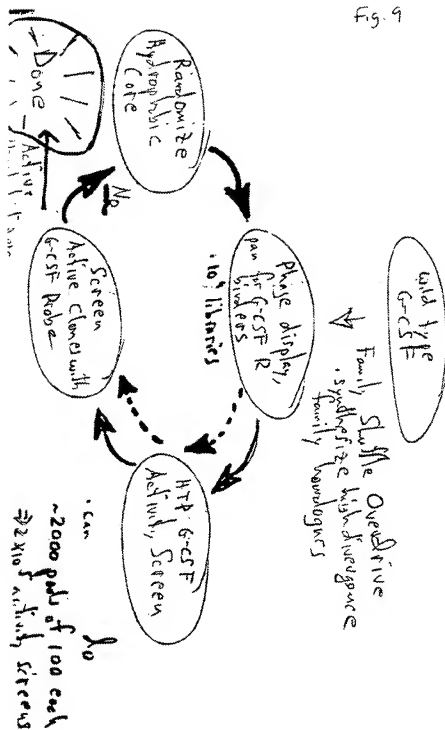 Fig. 9
wild type
G-CSF
Family Shuffle Overdrive
· synthesize high divergence
family homologues
Randomize
Hydrophobic
Core
Phage display,
pan for G-CSF R
binders
· 10⁹ libraries
HTP G-CSF
Activity Screen
· can do
~2000 pools of 100 each
⇒ 2x10⁵ activity screens
Screen
Active Clones with
G-CSF Probe
No
Done
Active